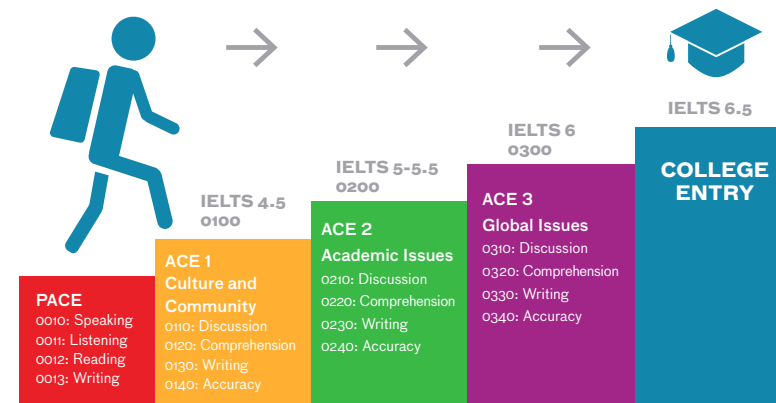 PACE
0010: Speaking
0011: Listening
0012: Reading
0013: Writing
IELTS 4.5
0100
ACE 1
Culture and
Community
0110: Discussion
0120: Comprehension
0130: Writing
0140: Accuracy
IELTS 5-5.5
0200
ACE 2
Academic Issues
0210: Discussion
0220: Comprehension
0230: Writing
0240: Accuracy
IELTS 6
0300
ACE 3
Global Issues
0310: Discussion
0320: Comprehension
0330: Writing
0340: Accuracy
IELTS 6.5
COLLEGE
ENTRY